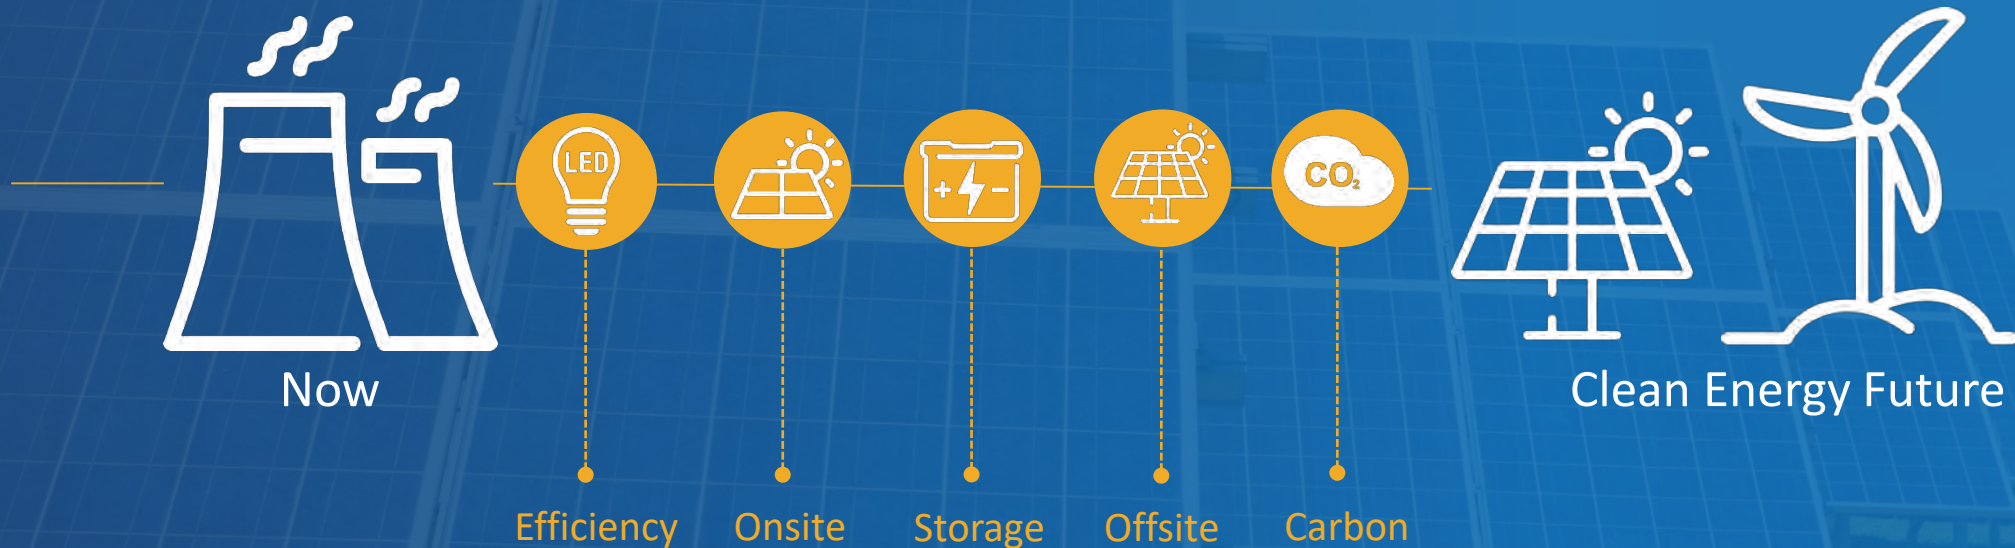 LED
CO₂
Now
Clean Energy Future
Efficiency
Onsite
Storage
Offsite
Carbon